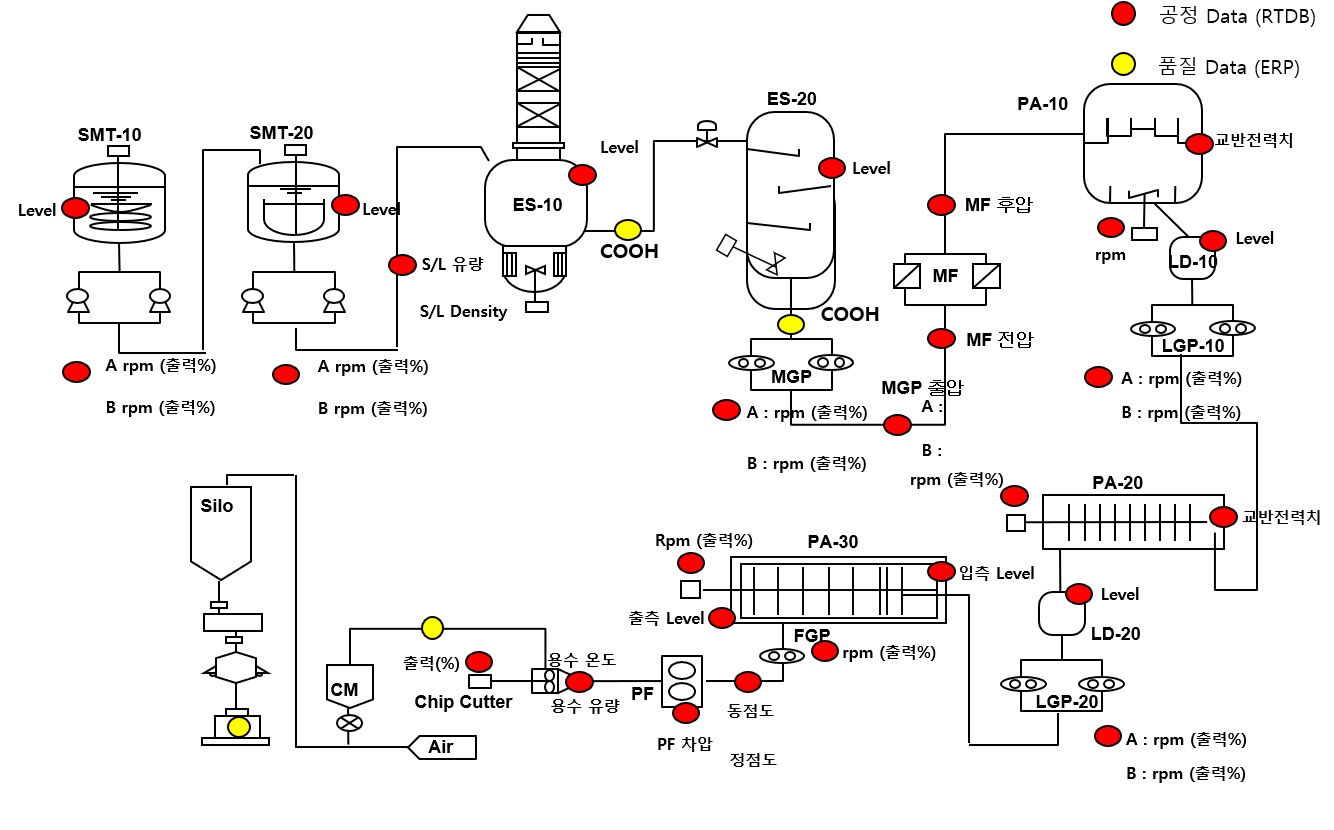 공정 Data (RTDB)
품질 Data (ERP)
SMT-10
SMT-20
ES-20
PA-10
Level
Level
교반전력치
Level
Level
ES-10
MF 후압
COOH
rpm
Level
LD-10
S/L 유량
MF
S/L Density
COOH
MF 전압
LGP-10
A rpm (출력%)
A rpm (출력%)
MGP
MGP 출압
A : rpm (출력%)
B rpm (출력%)
B rpm (출력%)
A : rpm (출력%)
A :
B : rpm (출력%)
B : rpm (출력%)
B :
rpm (출력%)
PA-20
Silo
교반전력치
Rpm (출력%)
PA-30
입측 Level
Level
출측 Level
FGP
LD-20
rpm (출력%)
출력(%)
용수 온도
CM
Chip Cutter
용수 유량
PF
동점도
LGP-20
PF 차압
Air
정점도
A : rpm (출력%)
B : rpm (출력%)